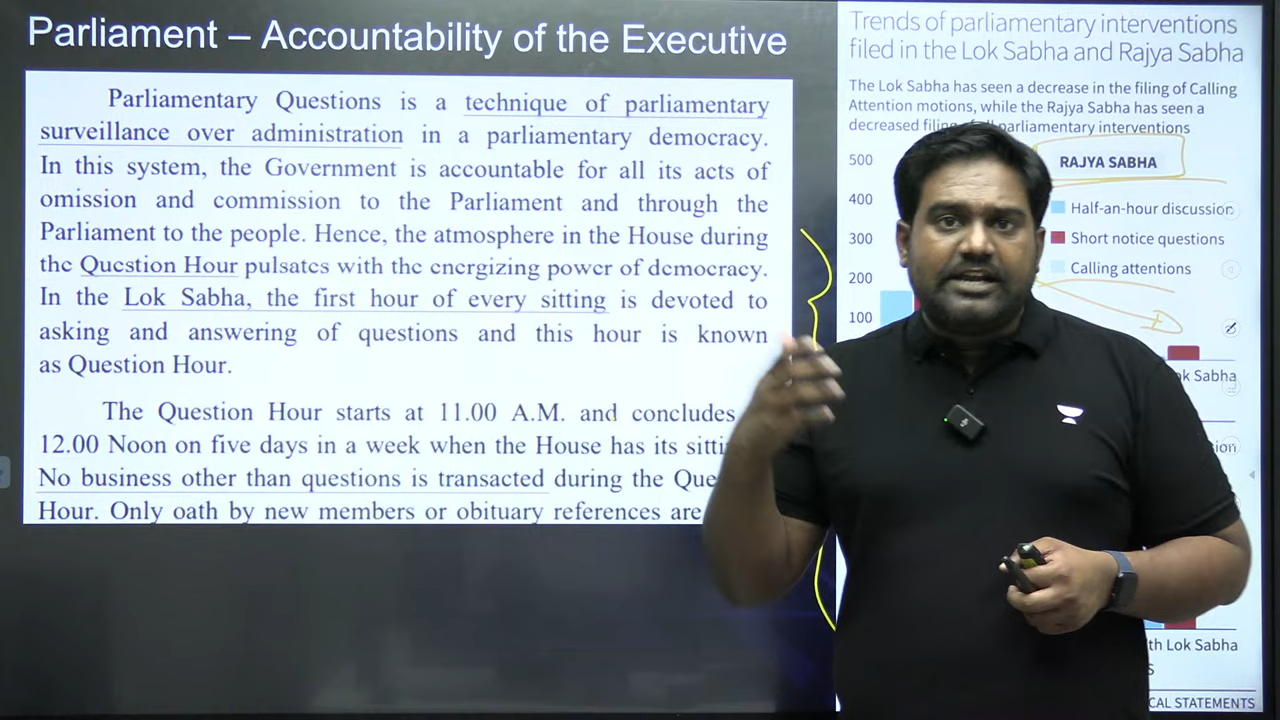 Parliament – Accountability of the Executive
Parliamentary Questions is a technique of parliamentary
surveillance over administration in a parliamentary democracy.
In this system, the Government is accountable for all its acts of
omission and commission to the Parliament and through the
Parliament to the people. Hence, the atmosphere in the House during
the Question Hour pulsates with the energizing power of democracy.
In the Lok Sabha, the first hour of every sitting is devoted to
asking and answering of questions and this hour is known
as Question Hour.
The Question Hour starts at 11.00 A.M. and concludes
12.00 Noon on five days in a week when the House has its
No business other than questions is transacted during the
Hour. Only oath by new members or obituary references are
Trends of parliamentary interventions
filed in the Lok Sabha and Rajya Sabha
The Lok Sabha has seen a decrease in the filing of Calling
Attention motions, while the Rajya Sabha has seen a
decreased filing parliamentary interventions
500
RAJYA SABHA
400
Half-an-hour discussion
300
Short notice questions
200
Calling attentions
100
Sabha
Lok Sabha
STATEMENTS